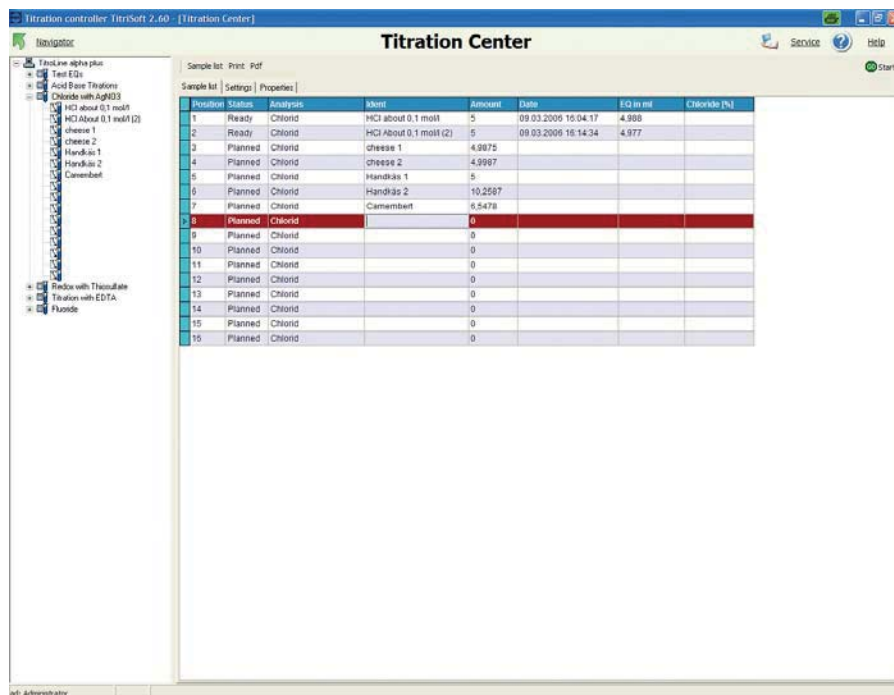 Titration controller TitriSoft 2.60 - [Titration Center]
Navigator Titration Center Service Help
TitroLine alpha plus
Test EQs
Acid Base Titrations
Chloride with AgNO3
HCl about 0,1 mol/l
HCl About 0,1 mol/l (2)
cheese 1
cheese 2
Handkäs 1
Handkäs 2
Camembert
Redox with Thiosulfate
Titration with EDTA
Fluoride
Sample list Print Pdf
Start
Sample list Settings Properties
Position Status Analysis Ident Amount Date EQ in ml Chloride [%]
1 Ready Chlorid HCl about 0,1 mol/l 5 09.03.2006 16:04:17 4,988
2 Ready Chlorid HCl About 0,1 mol/l (2) 5 09.03.2006 16:14:34 4,977
3 Planned Chlorid cheese 1 4,9875
4 Planned Chlorid cheese 2 4,9987
5 Planned Chlorid Handkäs 1 5
6 Planned Chlorid Handkäs 2 10,2587
7 Planned Chlorid Camembert 6,5478
8 Planned Chlorid 0
9 Planned Chlorid 0
10 Planned Chlorid 0
11 Planned Chlorid 0
12 Planned Chlorid 0
13 Planned Chlorid 0
14 Planned Chlorid 0
15 Planned Chlorid 0
16 Planned Chlorid 0
ad: Administrator